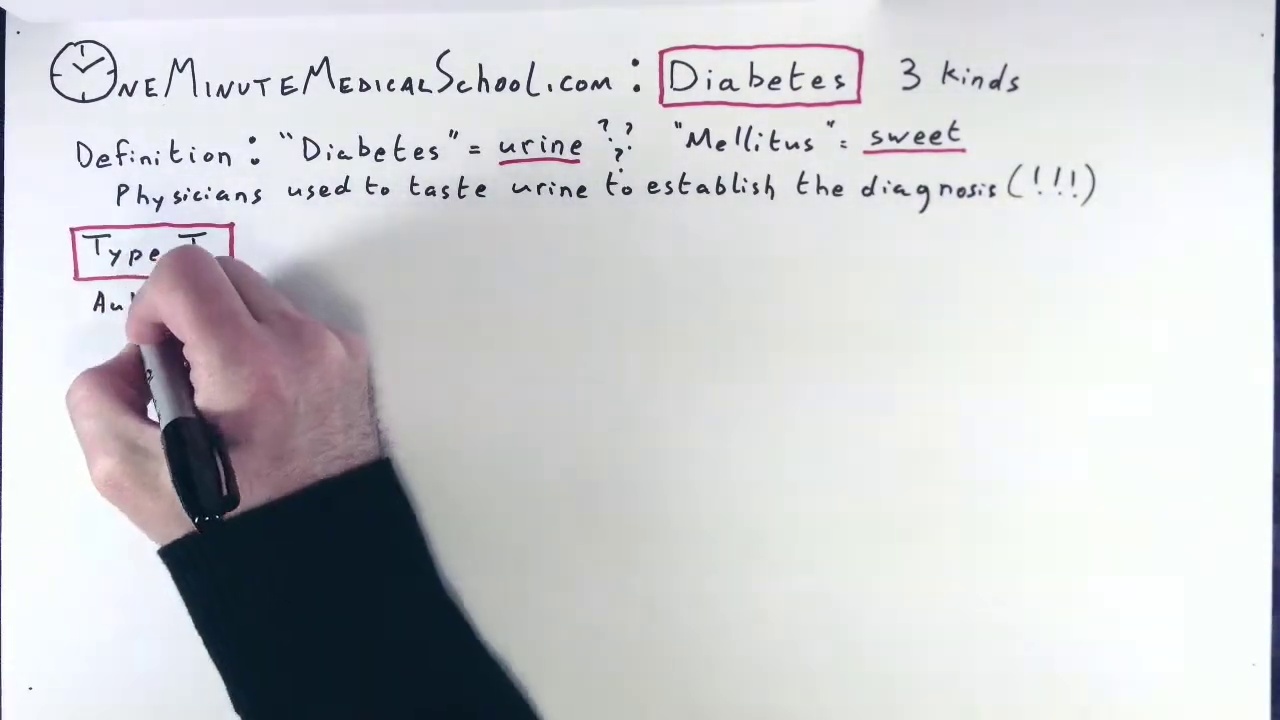 OneMinuteMedicalSchool.com : Diabetes 3 kinds
Definition : "Diabetes" = urine ??? "Mellitus" = sweet
Physicians used to taste urine to establish the diagnosis (!!!)
Type I
Au